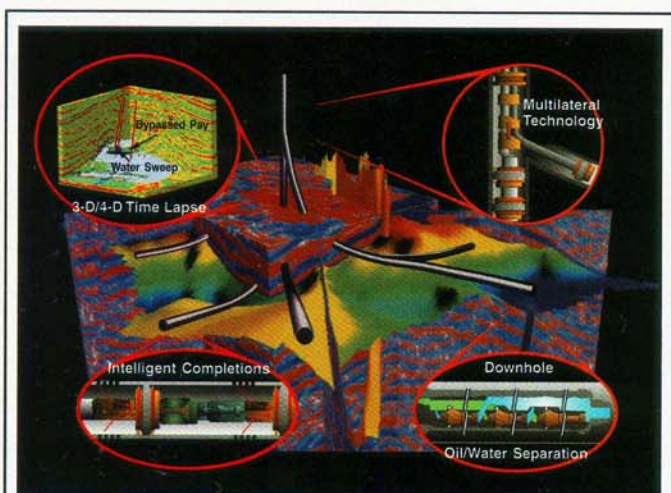 Bypassed Pay
Water Sweep
3-D/4-D Time Lapse
Multilateral
Technology
Intelligent Completions
Downhole
Oil/Water Separation